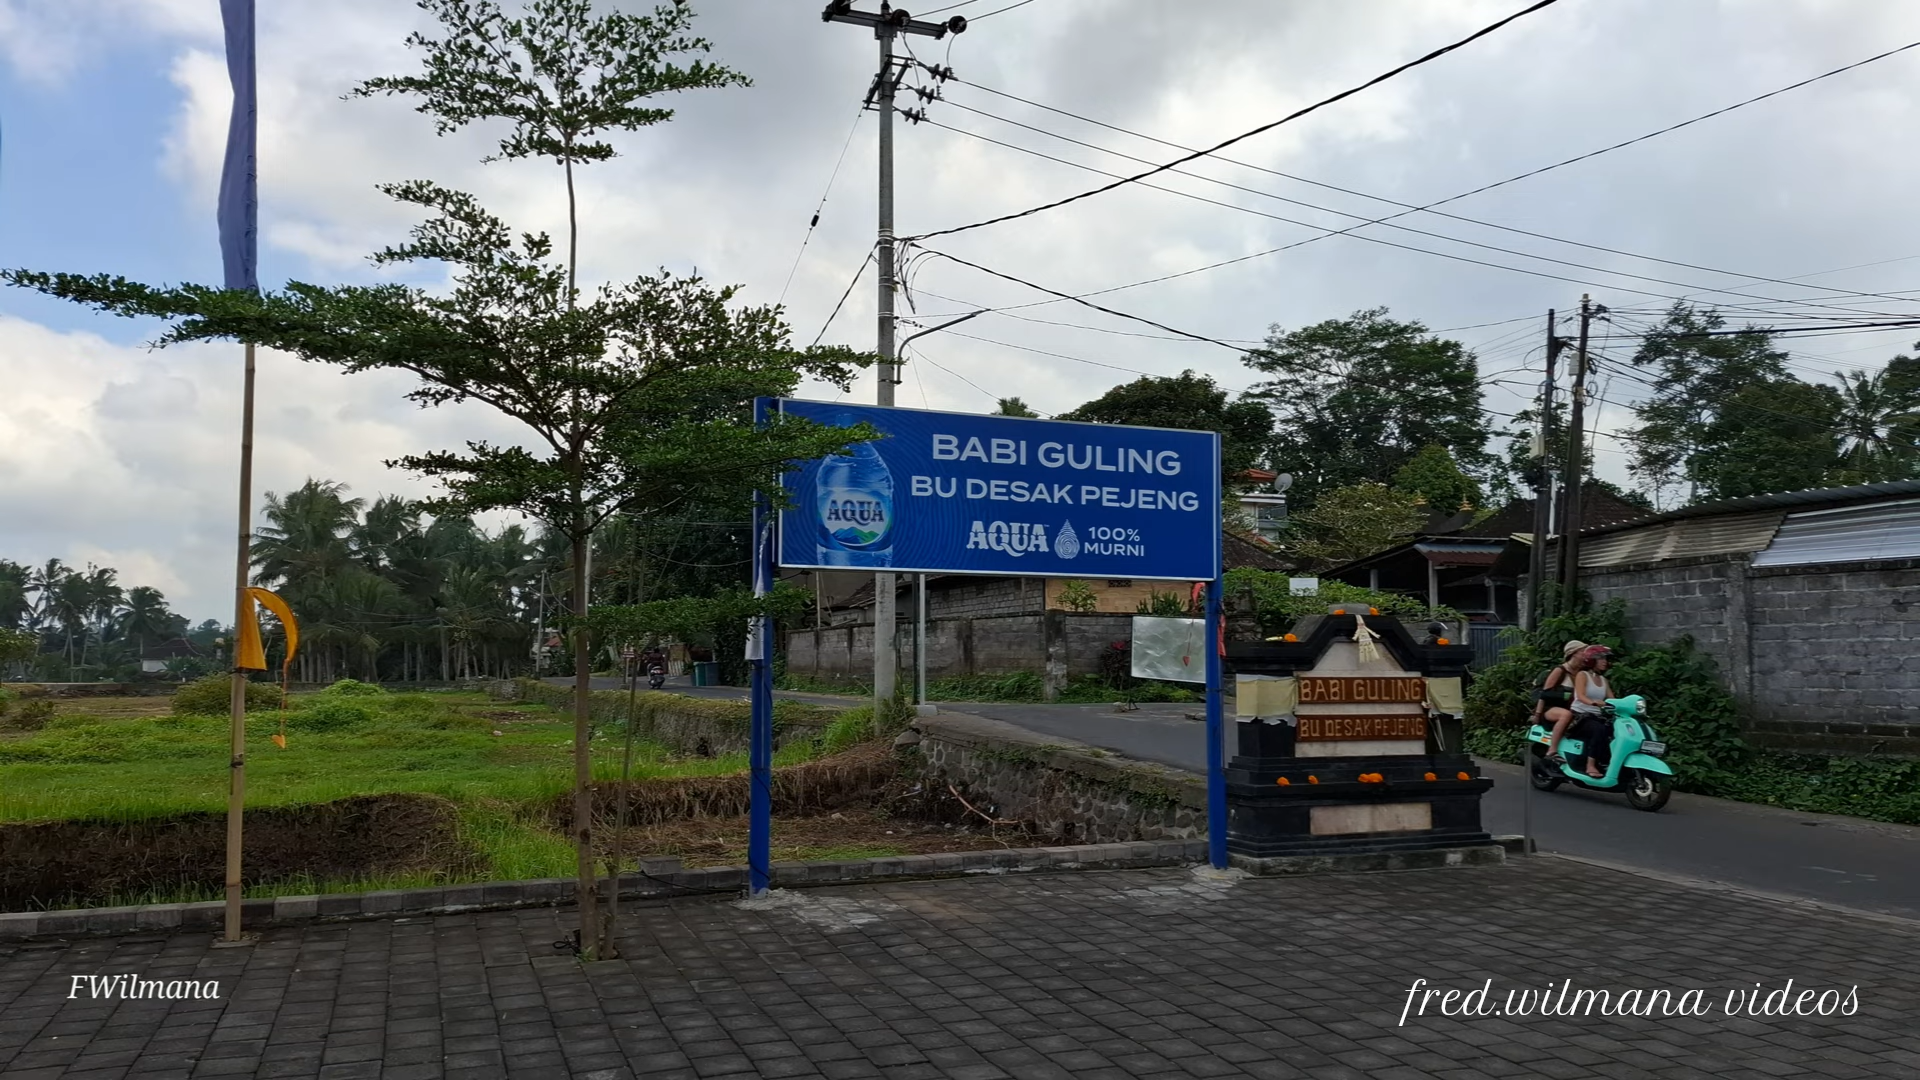 BABI GULING
BU DESAK PEJENG
AQUA
AQUA 100% MURNI
BABI GULING
BU DESAK PEJENG
FWilmana
fred.wilmana videos